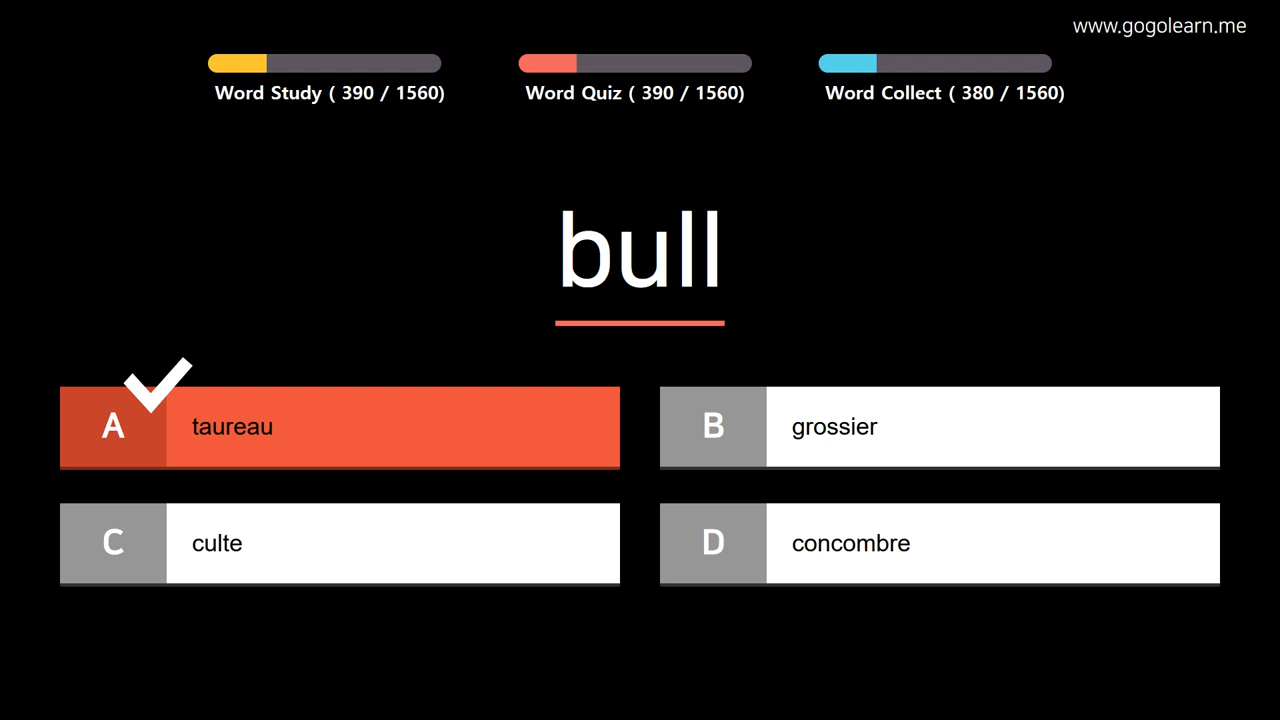 www.gogolearn.me
Word Study ( 390 / 1560)
Word Quiz ( 390 / 1560)
Word Collect ( 380 / 1560)
bull
A taureau
B grossier
C culte
D concombre